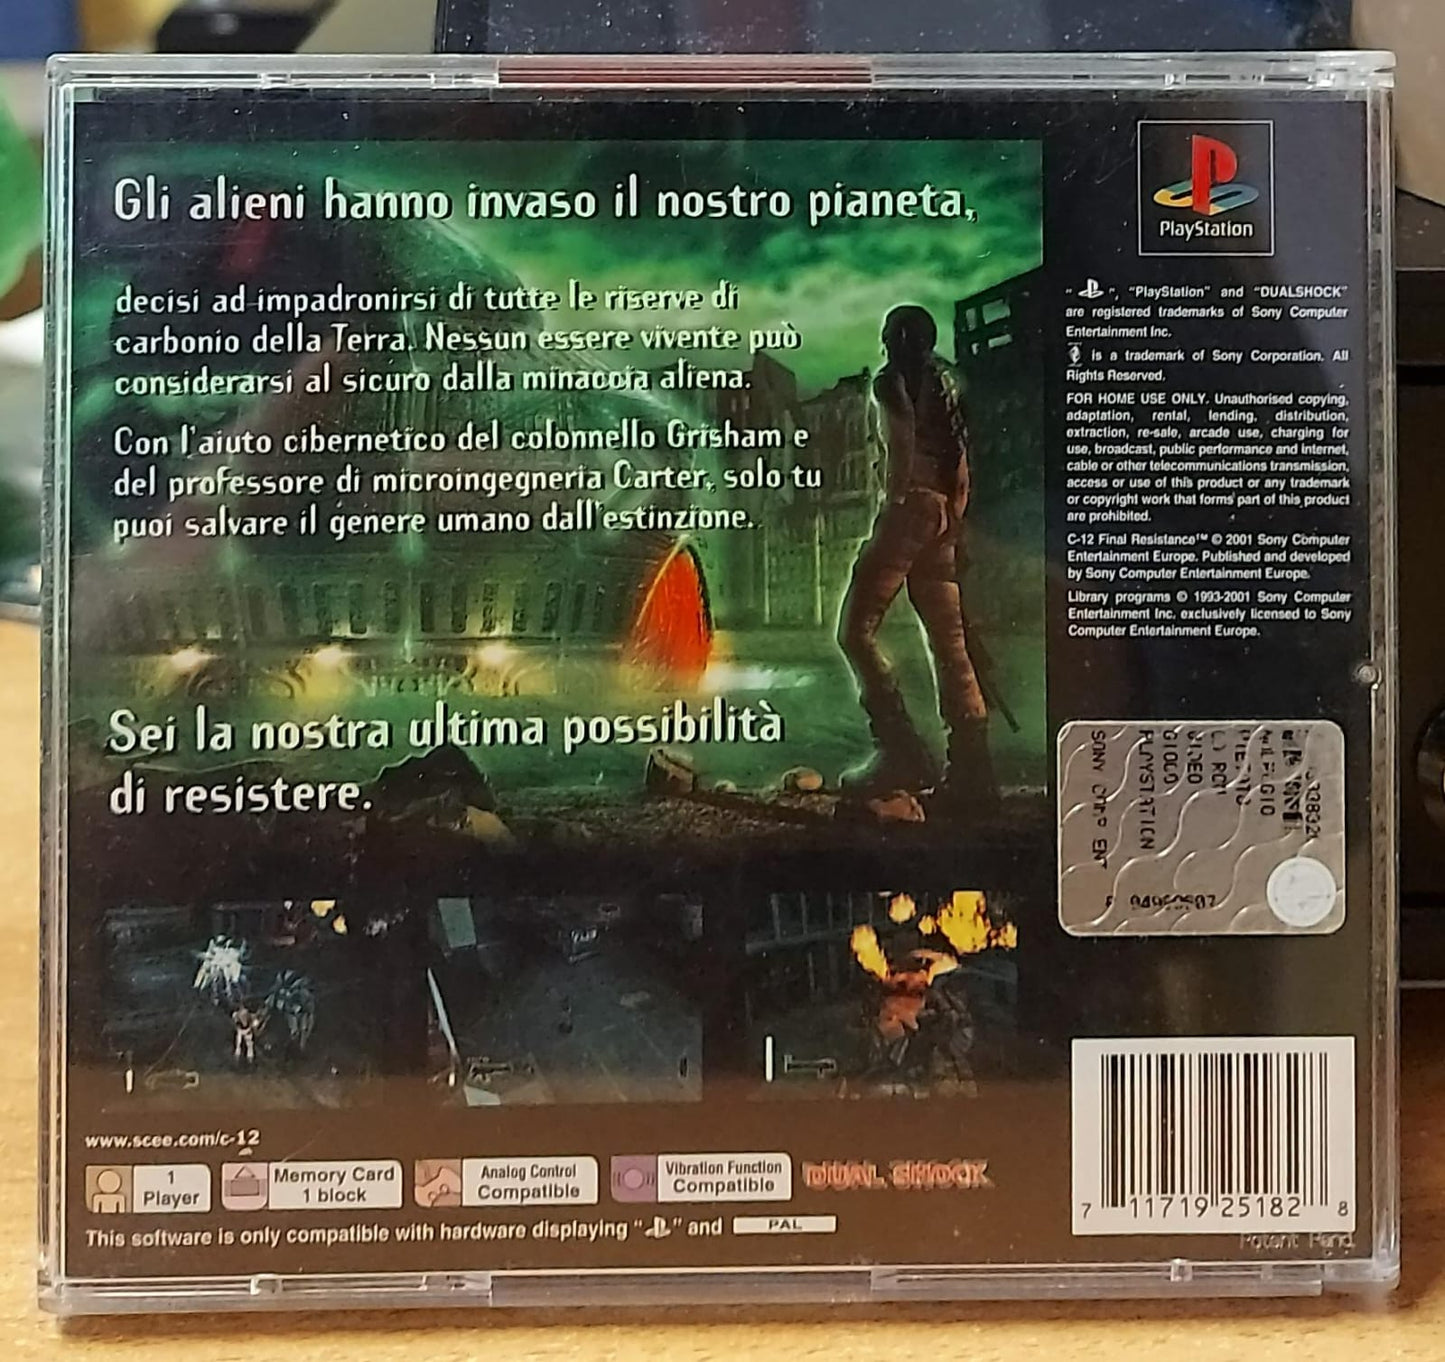 Gli alieni hanno invaso il nostro pianeta,
decisi ad impadronirsi di tutte le riserve di
carbonio della Terra. Nessun essere vivente può
considerarsi al sicuro dalla minaccia aliena.
Con l'aiuto cibernetico del colonnello Grisham e
del professore di microingegneria Carter, solo tu
puoi salvare il genere umano dall'estinzione.
Sei la nostra ultima possibilità
di resistere.
www.scee.com/c-12
1
Player
Memory Card
1 block
Analog Control
Compatible
Vibration Function
Compatible
DUAL SHOCK
This software is only compatible with hardware displaying " " and PAL
PlayStation
" ", "PlayStation" and "DUALSHOCK"
are registered trademarks of Sony Computer
Entertainment Inc.
is a trademark of Sony Corporation. All
Rights Reserved.
FOR HOME USE ONLY. Unauthorised copying,
adaptation, rental, lending, distribution,
extraction, re-sale, arcade use, charging for
use, broadcast, public performance and internet,
cable or other telecommunications transmission,
access or use of this product or any trademark
or copyright work that forms part of this product
are prohibited.
C-12 Final Resistance™ © 2001 Sony Computer
Entertainment Europe. Published and developed
by Sony Computer Entertainment Europe.
Library programs © 1993-2001 Sony Computer
Entertainment Inc. exclusively licensed to Sony
Computer Entertainment Europe.
VIDEO
GIOCO
PLAYSTATION
SONY COMP ENT
7 11719 25182 8
Patent Pend.